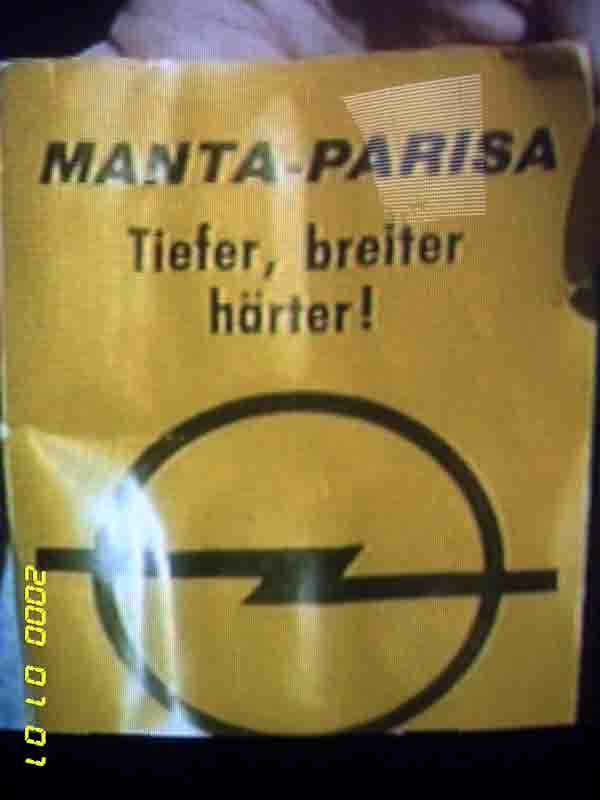 MANTA-PARISA
Tiefer, breiter
härter!
2000 01 01